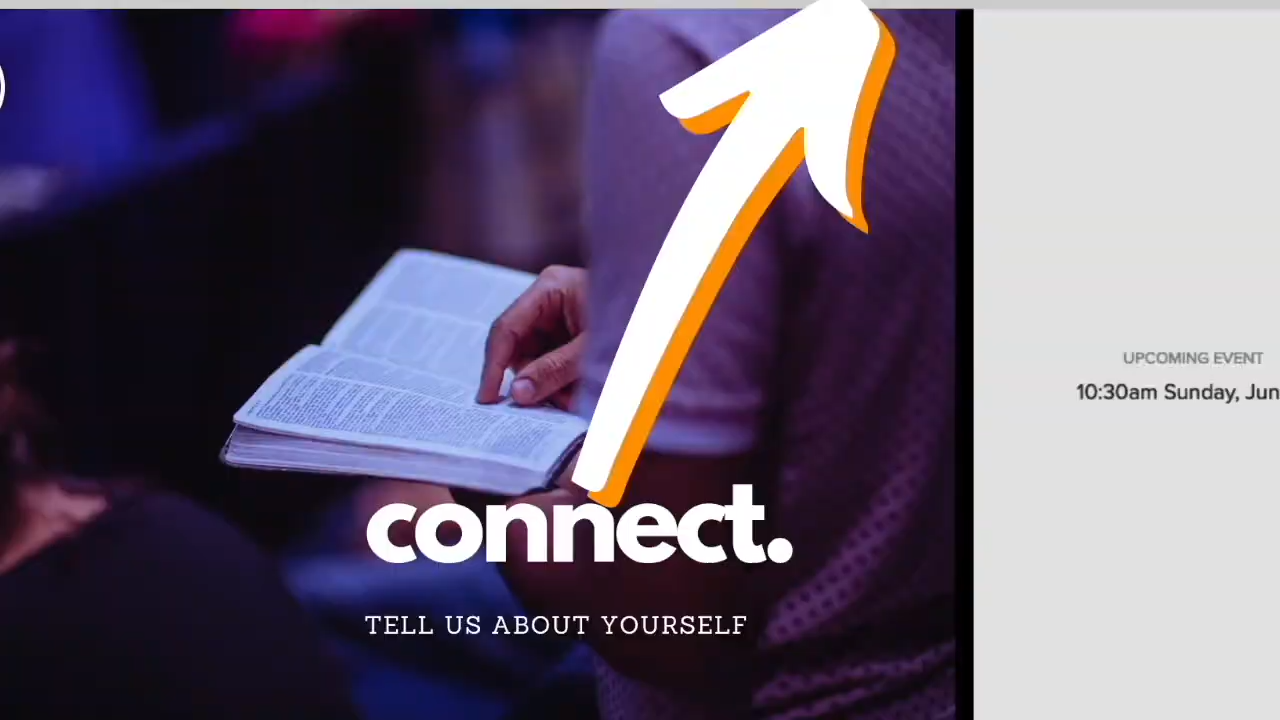 connect.
TELL US ABOUT YOURSELF
UPCOMING EVENT
10:30am Sunday, Jun